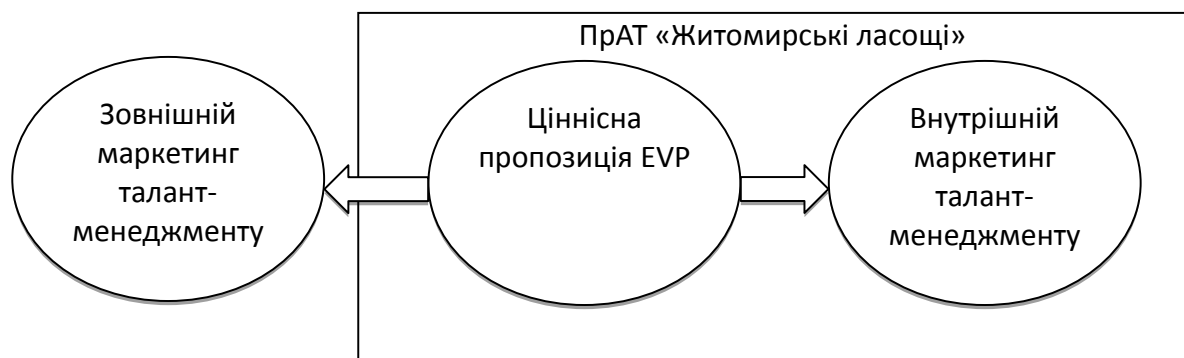 ПрАТ «Житомирські ласощі»
Зовнішній
маркетинг
талант-
менеджменту
Ціннісна
пропозиція EVP
Внутрішній
маркетинг
талант-
менеджменту